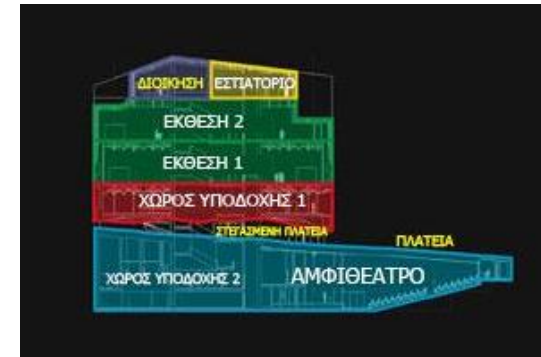 ΔΙΟΙΚΗΣΗ ΕΣΤΙΑΤΟΡΙΟ
ΕΚΘΕΣΗ 2
ΕΚΘΕΣΗ 1
ΧΩΡΟΣ ΥΠΟΔΟΧΗΣ 1
ΣΤΕΓΑΣΜΕΝΗ ΠΛΑΤΕΙΑ
ΠΛΑΤΕΙΑ
ΧΩΡΟΣ ΥΠΟΔΟΧΗΣ 2 ΑΜΦΙΘΕΑΤΡΟ